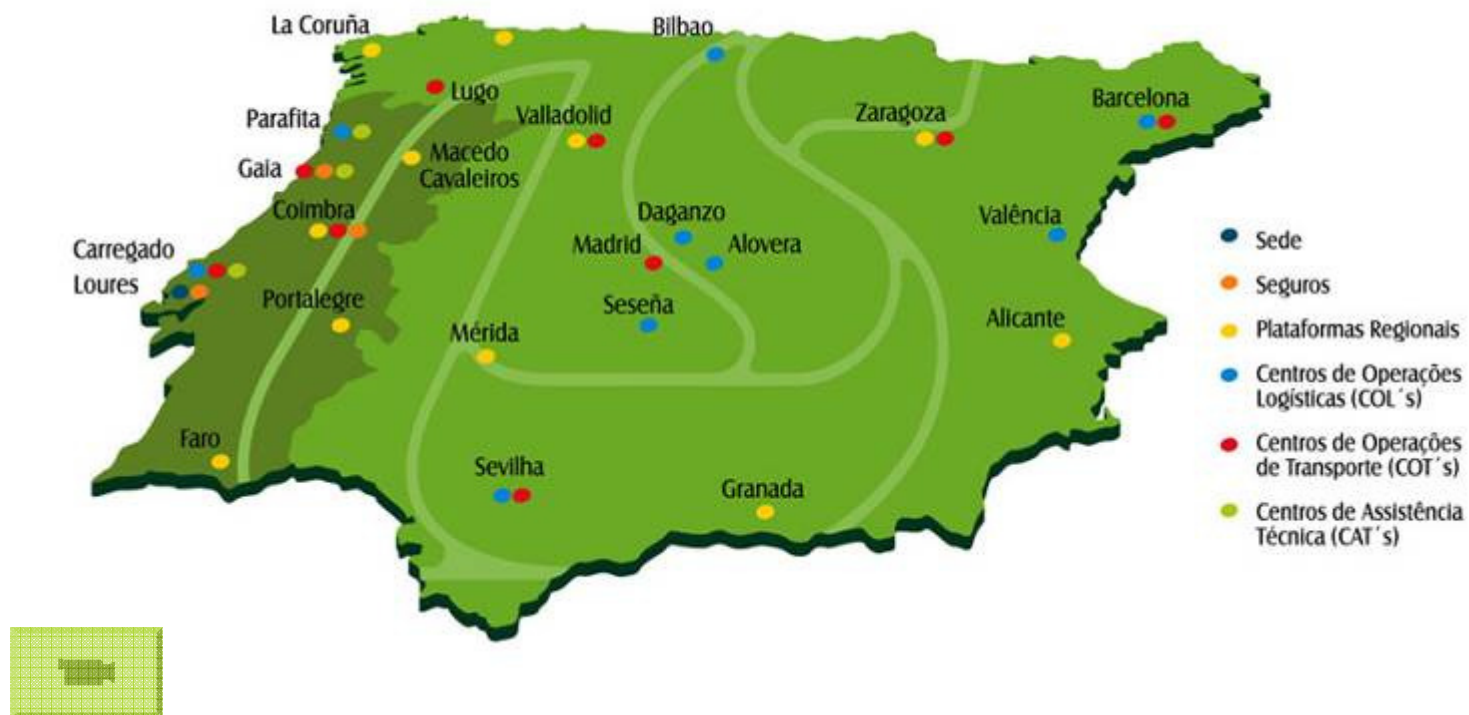 La Coruña
Bilbao
Lugo
Parafita
Valladolid
Zaragoza
Barcelona
Gaia
Macedo
Cavaleiros
Coimbra
Daganzo
Valência
Carregado
Madrid
Alovera
Loures
Portalegre
Seseña
Mérida
Alicante
Faro
Sevilha
Granada
Sede
Seguros
Plataformas Regionais
Centros de Operações
Logísticas (COL´s)
Centros de Operações
de Transporte (COT´s)
Centros de Assistência
Técnica (CAT´s)